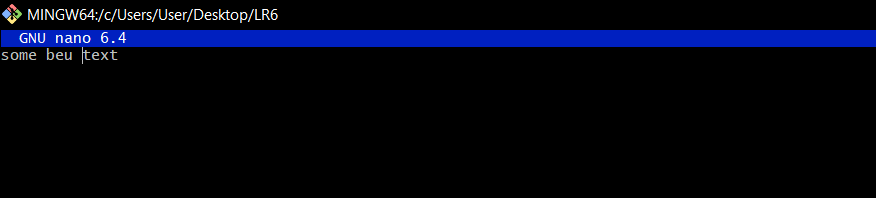 MINGW64:/c/Users/User/Desktop/LR6
GNU nano 6.4
some beu text